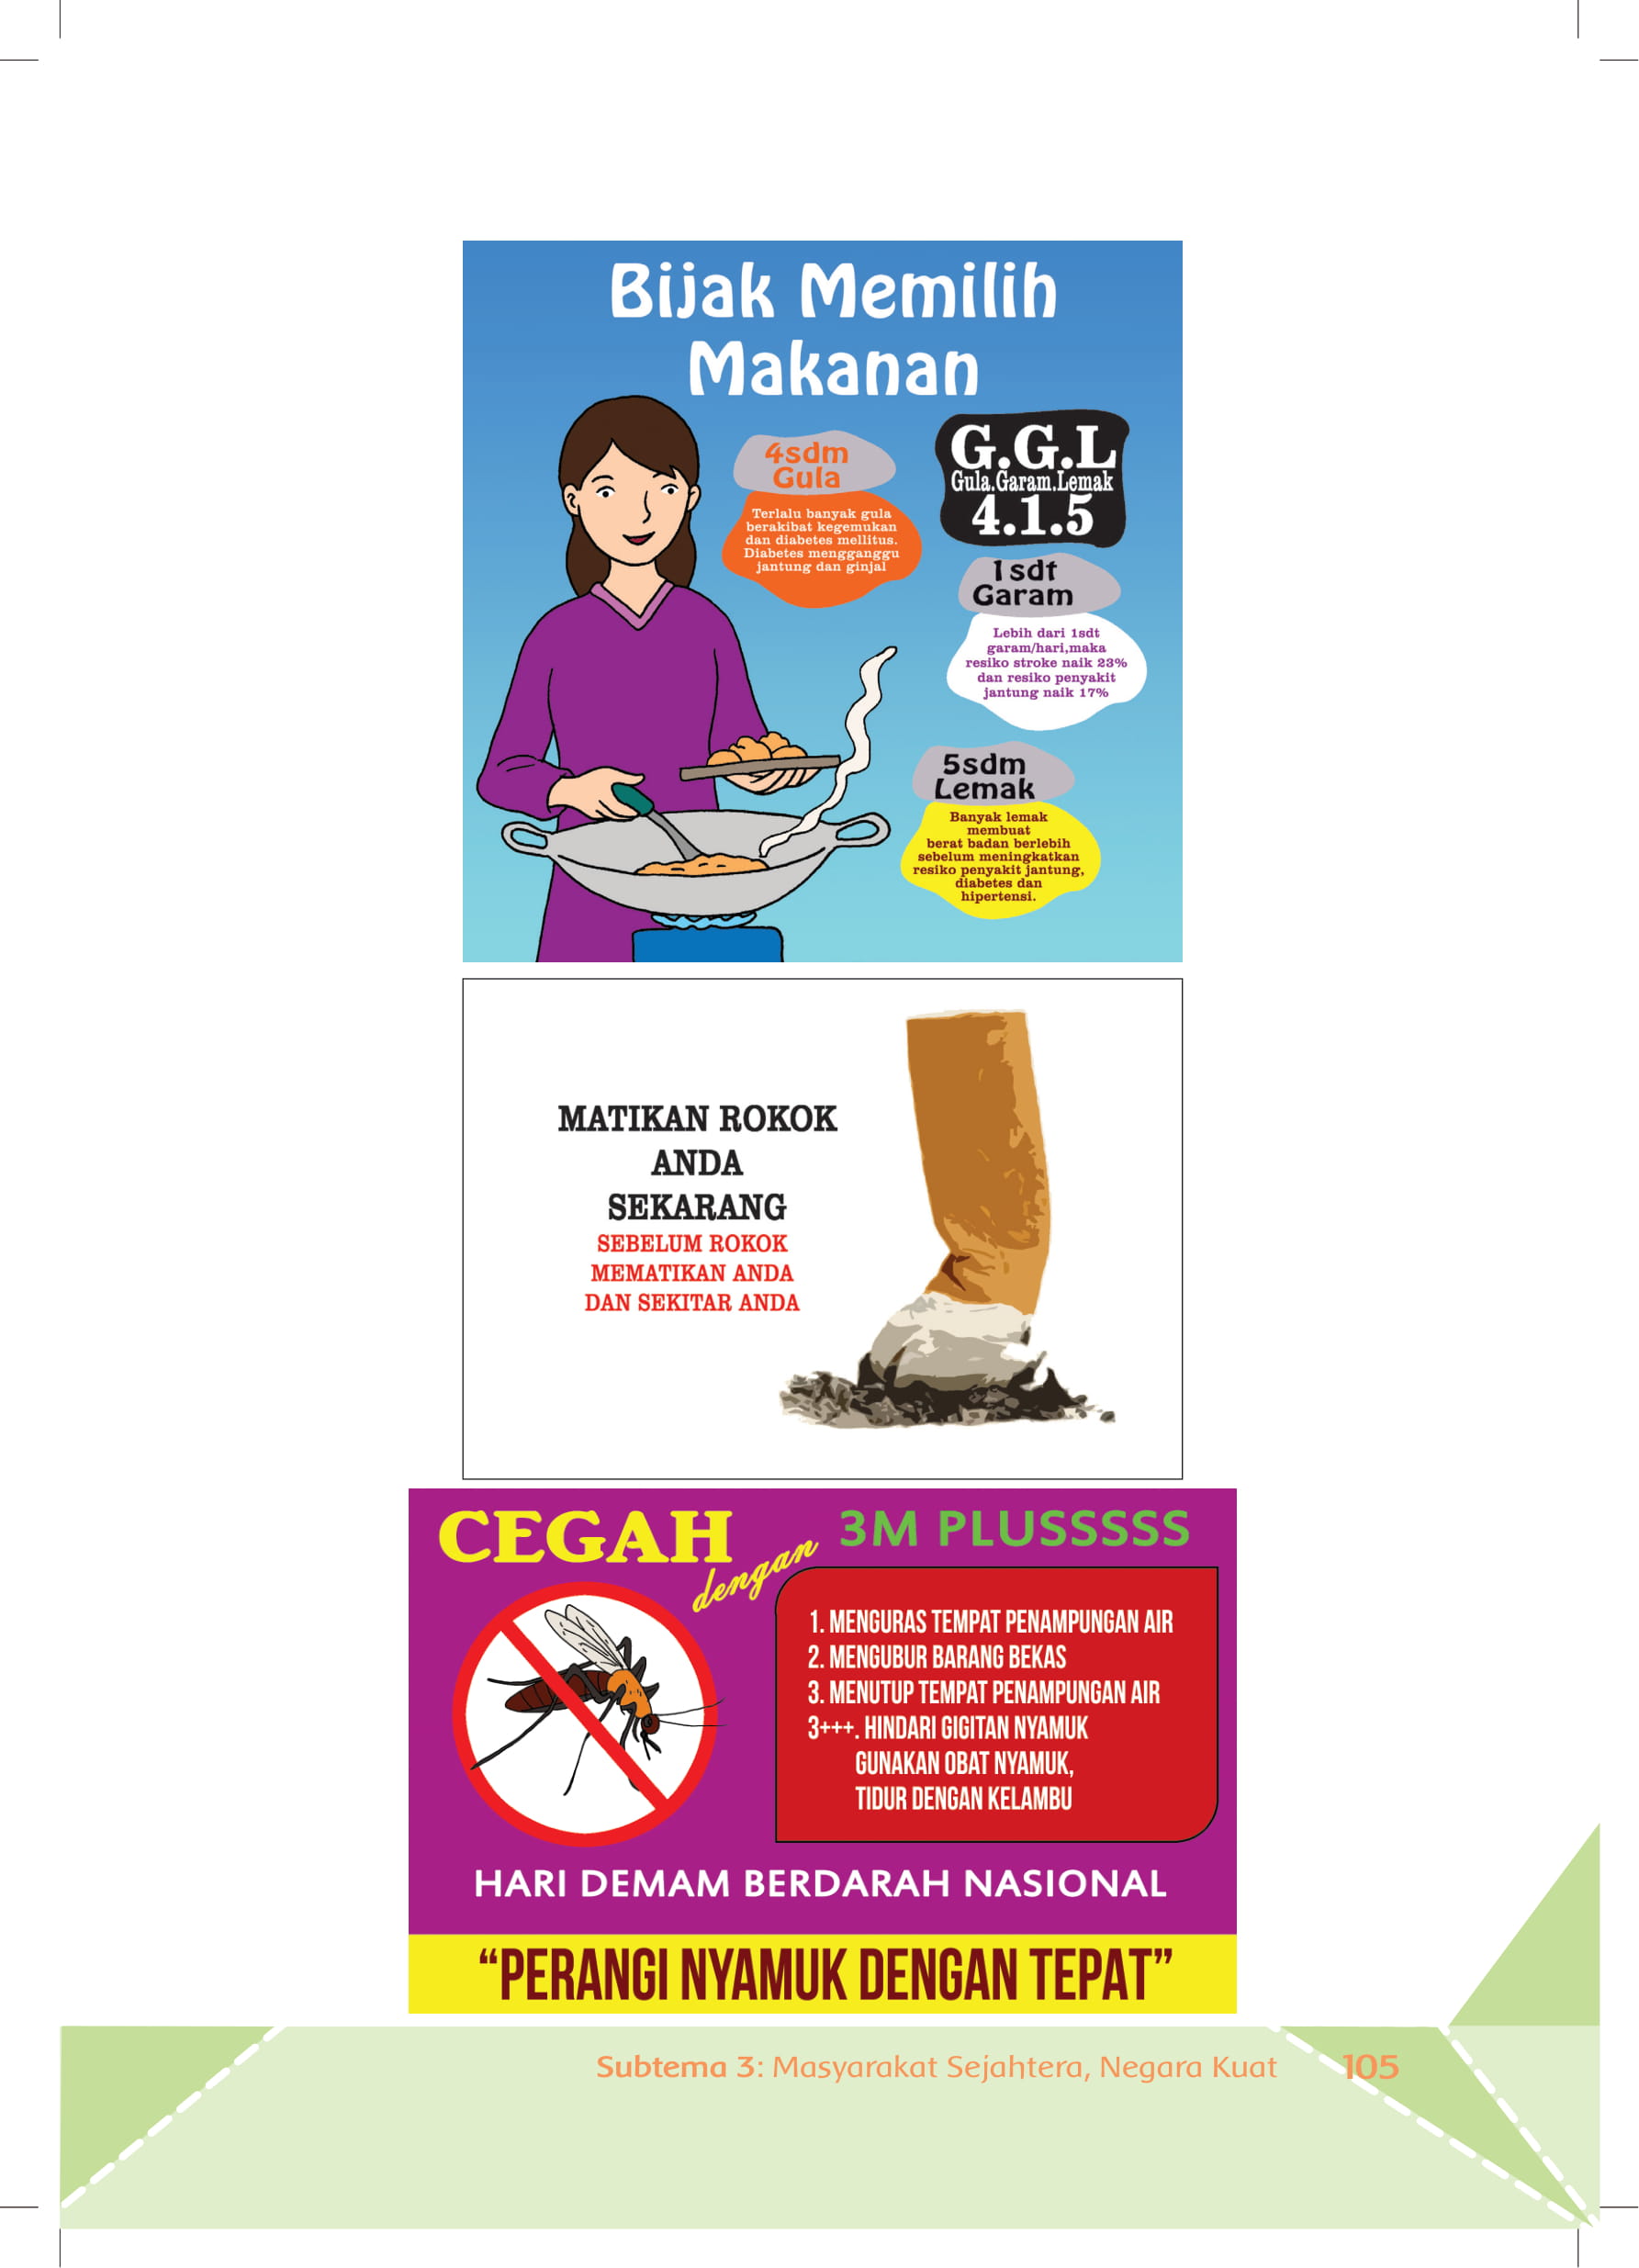 Bijak Memilih
Makanan
4sdm
Gula
Terlalu banyak gula
berakibat kegemukan
dan diabetes mellitus.
Diabetes mengganggu
jantung dan ginjal
G.G.L
Gula.Garam.Lemak
4.1.5
1sdt
Garam
Lebih dari 1sdt
garam/hari,maka
resiko stroke naik 23%
dan resiko penyakit
jantung naik 17%
5sdm
Lemak
Banyak lemak
membuat
berat badan berlebih
sebelum meningkatkan
resiko penyakit jantung,
diabetes dan
hipertensi.
MATIKAN ROKOK
ANDA
SEKARANG
SEBELUM ROKOK
MEMATIKAN ANDA
DAN SEKITAR ANDA
CEGAH
dengan
3M PLUSSSSS
1. MENGURAS TEMPAT PENAMPUNGAN AIR
2. MENGUBUR BARANG BEKAS
3. MENUTUP TEMPAT PENAMPUNGAN AIR
3+++. HINDARI GIGITAN NYAMUK
GUNAKAN OBAT NYAMUK,
TIDUR DENGAN KELAMBU
HARI DEMAM BERDARAH NASIONAL
“PERANGI NYAMUK DENGAN TEPAT”
Subtema 3: Masyarakat Sejahtera, Negara Kuat 105